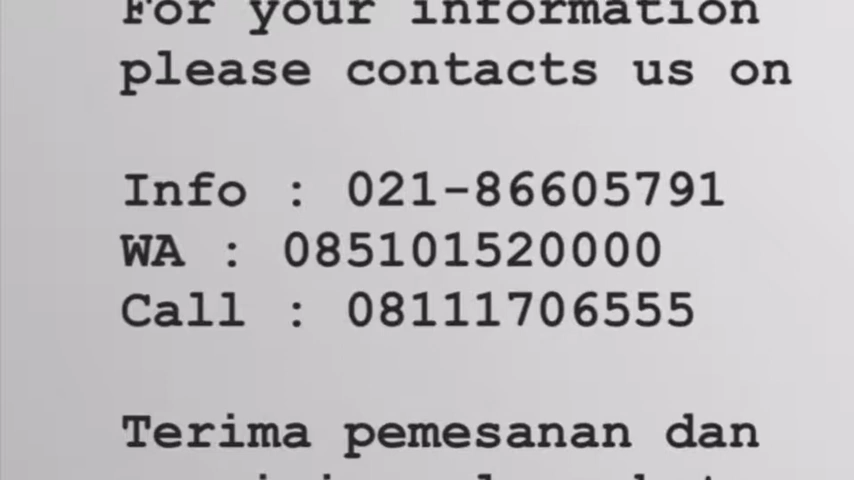 For your information
please contacts us on
Info : 021-86605791
WA : 085101520000
Call : 08111706555
Terima pemesanan dan